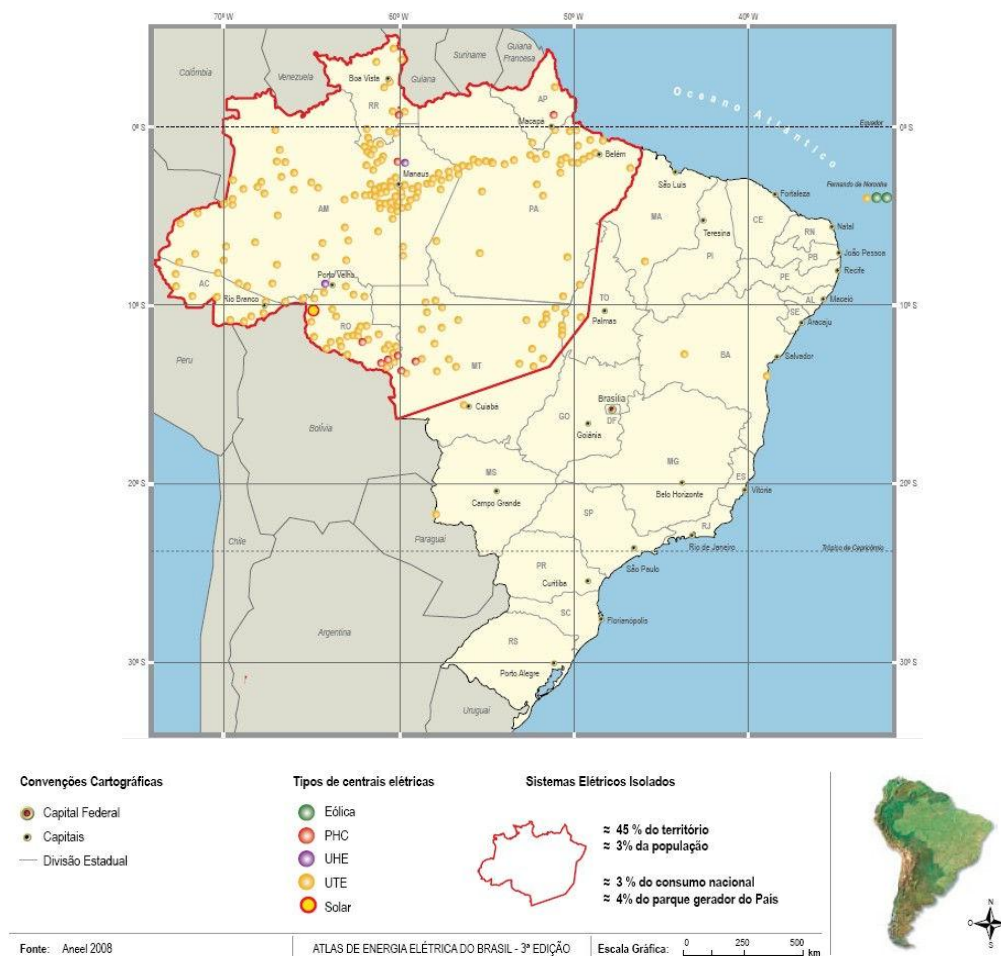 70º W
60º W
50º W
40º W
Colômbia
Venezuela
Guiana
Suriname
Guiana
Francesa
Boa Vista
RR
AP
Macapá
Oceano Atlântico
Equador
0º S
0º S
Manaus
Belém
São Luís
Fortaleza
Fernando de Noronha
AM
PA
MA
CE
Teresina
RN
Natal
PB
João Pessoa
PI
PE
Recife
AC
Porto Velha
Rio Branco
10º S
10º S
RO
TO
Palmas
AL
Maceió
SE
Aracaju
Peru
MT
BA
Salvador
Cuiabá
Brasília
DF
GO
Goiânia
Bolívia
MG
MS
ES
20º S
20º S
Campo Grande
Belo Horizonte
Vitória
SP
RJ
Rio de Janeiro
Chile
Paraguai
Trópico de Capricórnio
São Paulo
PR
Curitiba
SC
Florianópolis
Argentina
RS
30º S
30º S
Porto Alegre
Uruguai
Convenções Cartográficas
Capital Federal
Capitais
Divisão Estadual
Tipos de centrais elétricas
Eólica
PHC
UHE
UTE
Solar
Sistemas Elétricos Isolados
≈ 45 % do território
≈ 3% da população
≈ 3 % do consumo nacional
≈ 4% do parque gerador do País
N
O
S
Fonte: Aneel 2008
ATLAS DE ENERGIA ELÉTRICA DO BRASIL - 3ª EDIÇÃO
Escala Gráfica: 0 250 500 km